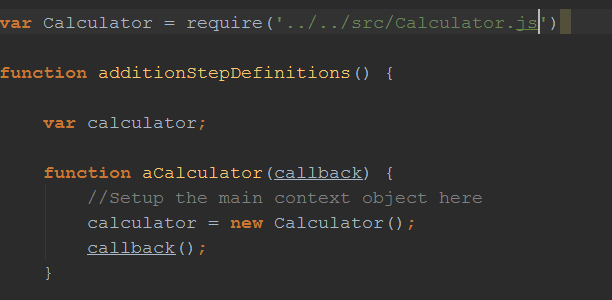 var Calculator = require('../../src/Calculator.js')
function additionStepDefinitions() {
var calculator;
function aCalculator(callback) {
//Setup the main context object here
calculator = new Calculator();
callback();
}